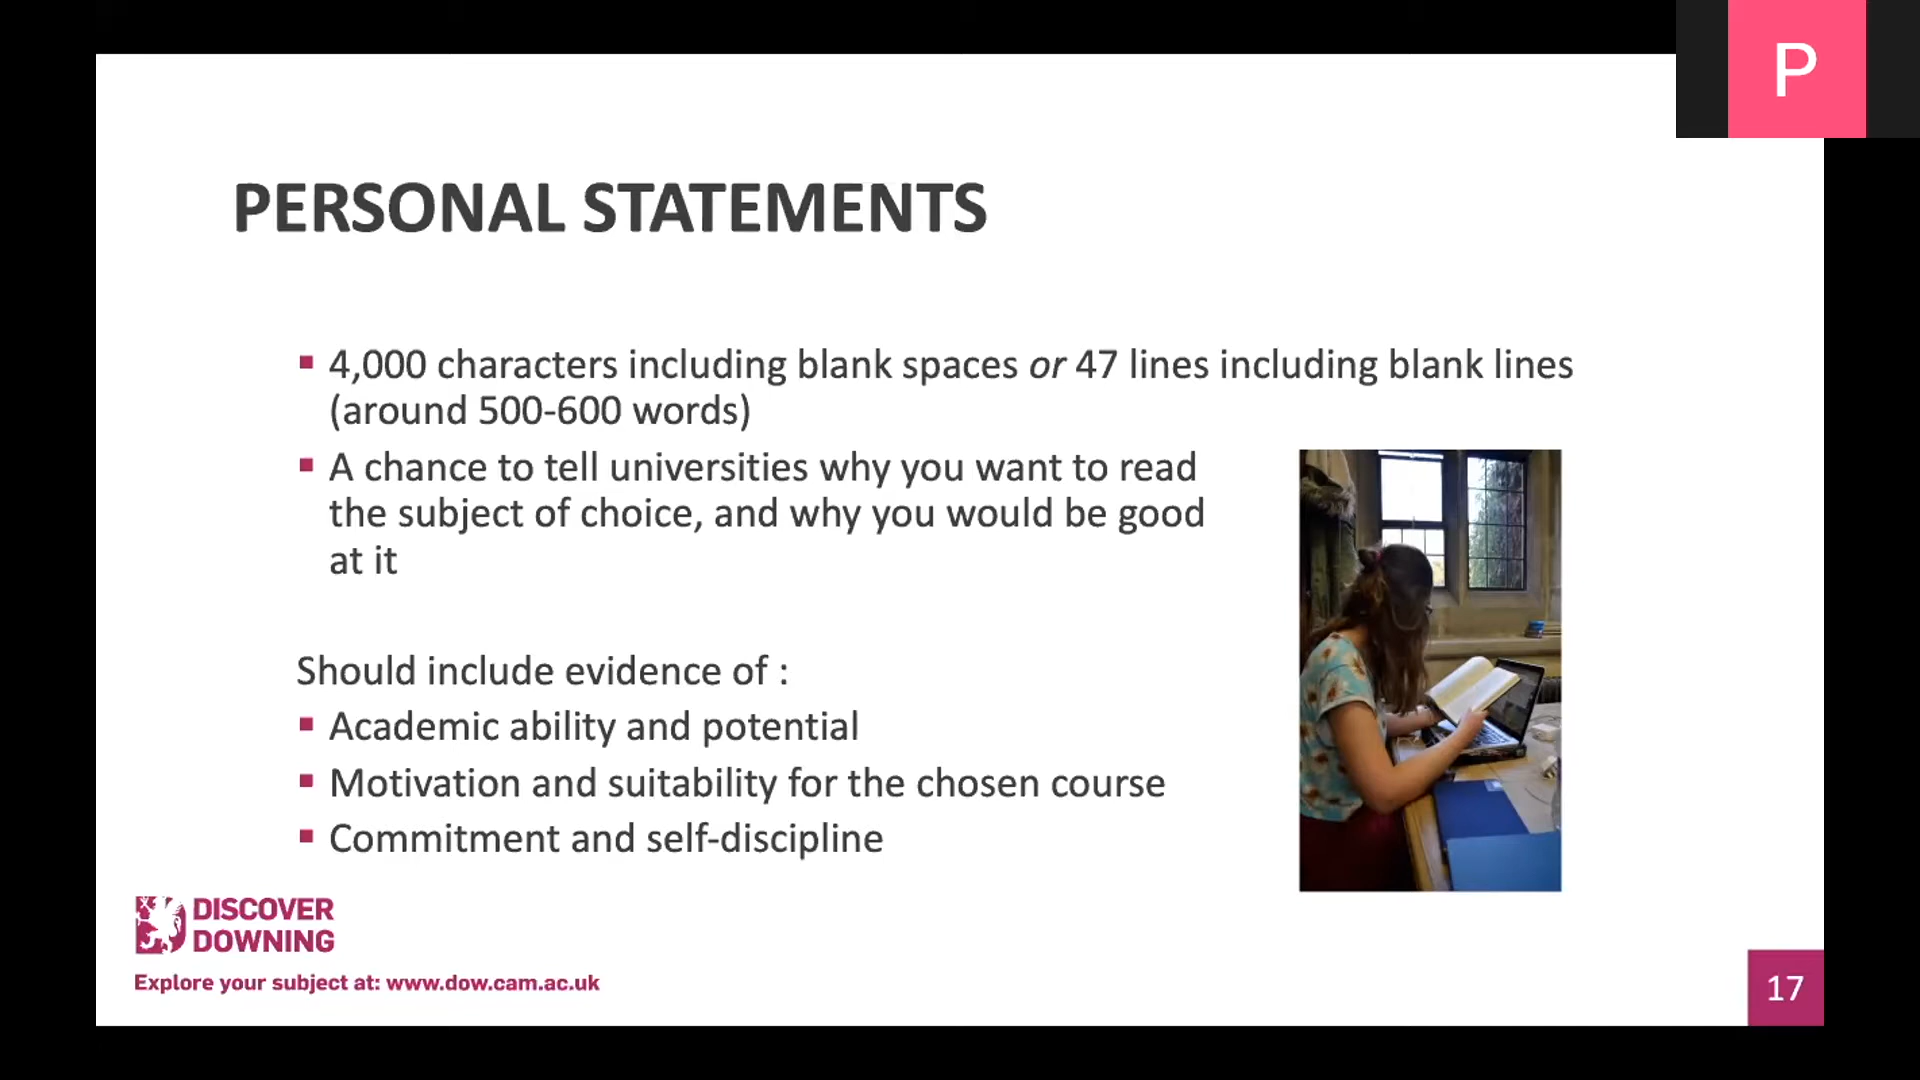 P
PERSONAL STATEMENTS
4,000 characters including blank spaces or 47 lines including blank lines
(around 500-600 words)
A chance to tell universities why you want to read
the subject of choice, and why you would be good
at it
Should include evidence of :
Academic ability and potential
Motivation and suitability for the chosen course
Commitment and self-discipline
DISCOVER
DOWNING
Explore your subject at: www.dow.cam.ac.uk
17